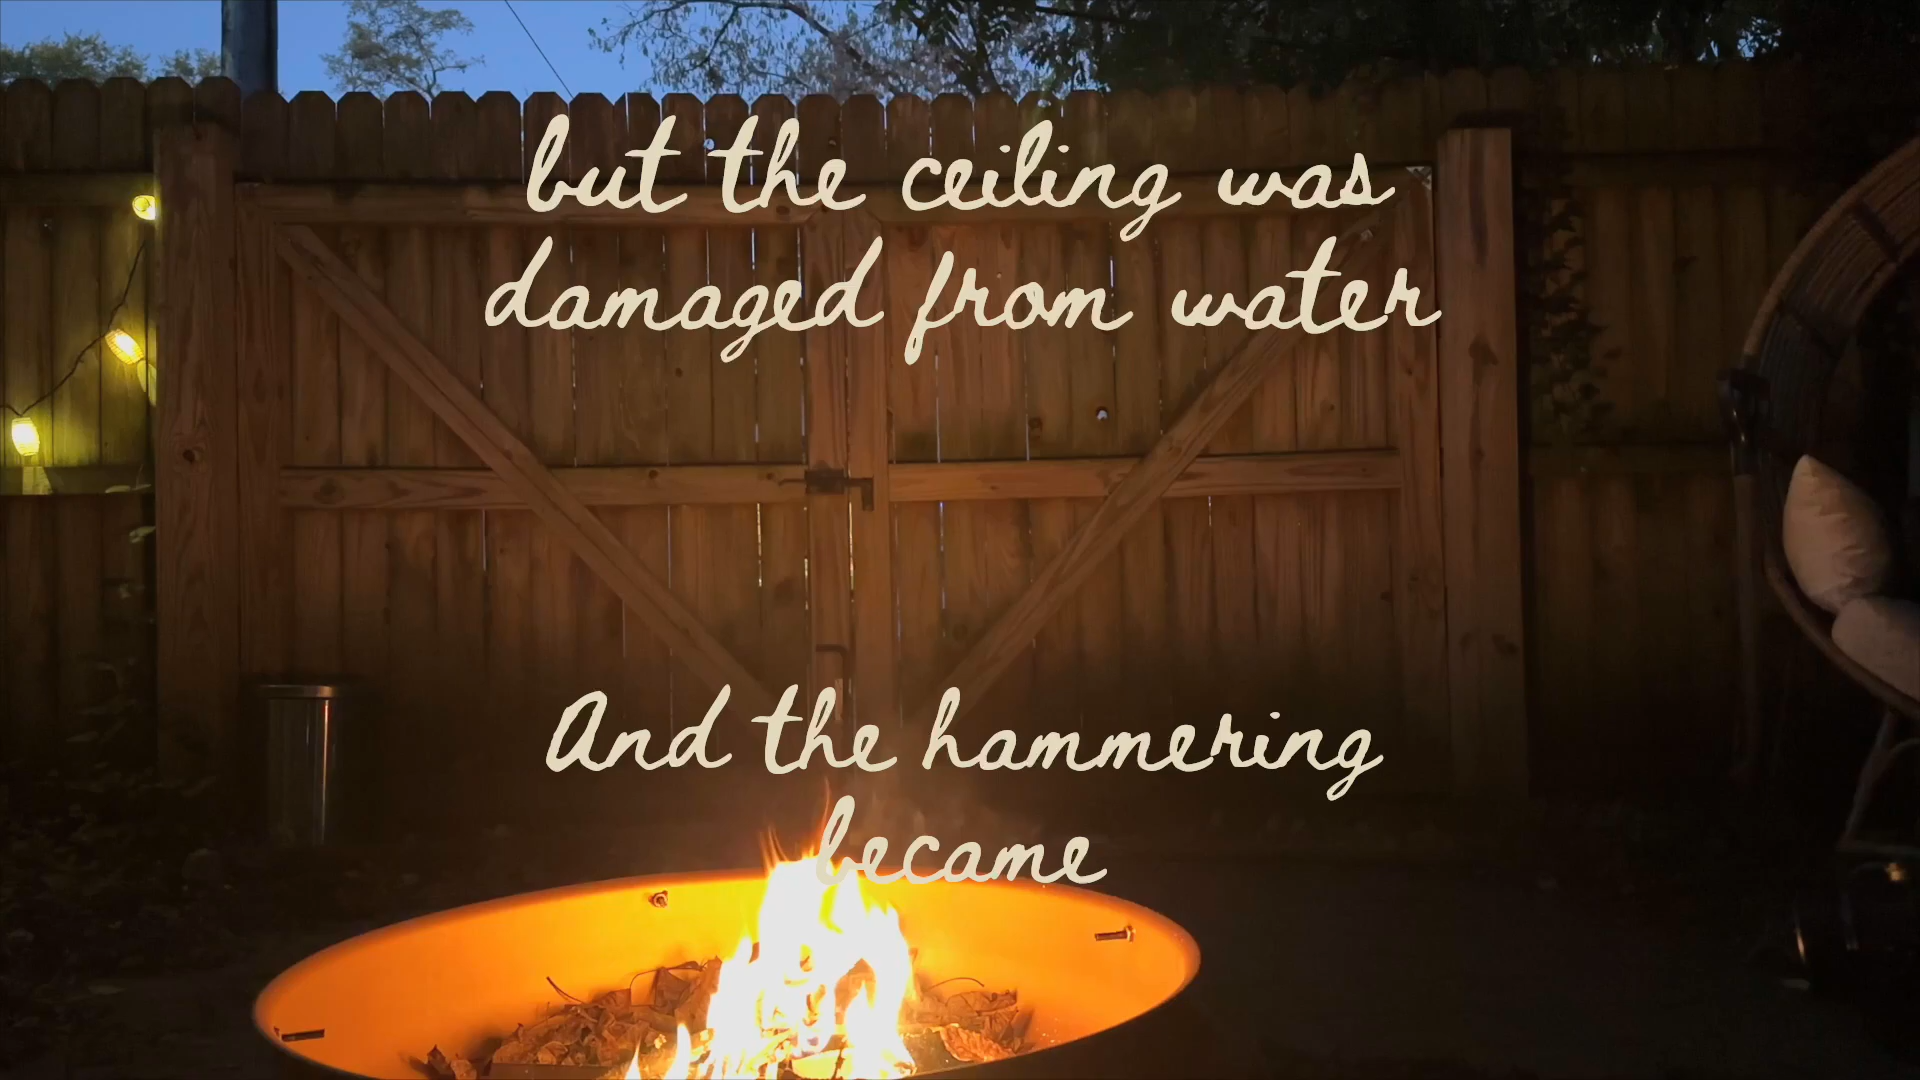 but the ceiling was
damaged from water
And the hammering
became